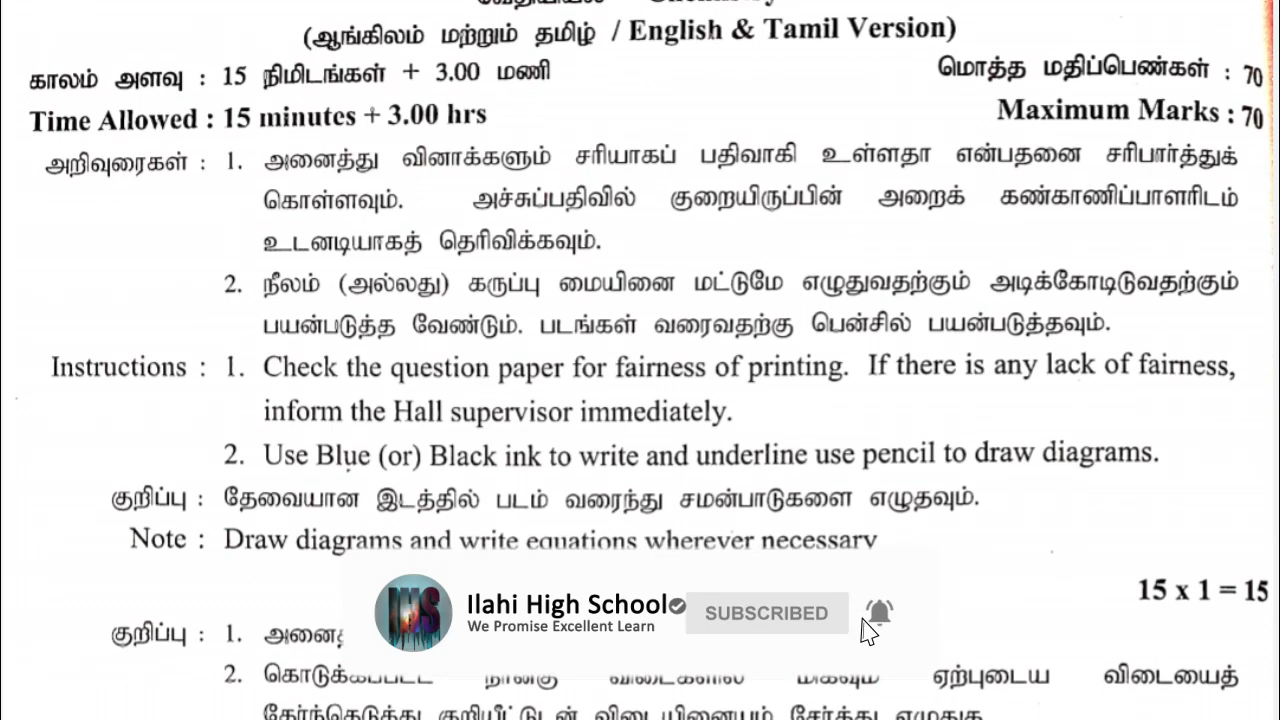 வேதியியல் Chemistry
(ஆங்கிலம் மற்றும் தமிழ் / English & Tamil Version)
காலம் அளவு : 15 நிமிடங்கள் + 3.00 மணி மொத்த மதிப்பெண்கள் : 70
Time Allowed : 15 minutes + 3.00 hrs Maximum Marks : 70
அறிவுரைகள் : 1. அனைத்து வினாக்களும் சரியாகப் பதிவாகி உள்ளதா என்பதனை சரிபார்த்துக்
கொள்ளவும். அச்சுப்பதிவில் குறையிருப்பின் அறைக் கண்காணிப்பாளரிடம்
உடனடியாகத் தெரிவிக்கவும்.
2. நீலம் (அல்லது) கருப்பு மையினை மட்டுமே எழுதுவதற்கும் அடிக்கோடிடுவதற்கும்
பயன்படுத்த வேண்டும். படங்கள் வரைவதற்கு பென்சில் பயன்படுத்தவும்.
Instructions : 1. Check the question paper for fairness of printing. If there is any lack of fairness,
inform the Hall supervisor immediately.
2. Use Blue (or) Black ink to write and underline use pencil to draw diagrams.
குறிப்பு : தேவையான இடத்தில் படம் வரைந்து சமன்பாடுகளை எழுதவும்.
Note : Draw diagrams and write equations wherever necessary
15 x 1 = 15
IHS
Ilahi High School
We Promise Excellent Learn
SUBSCRIBED
குறிப்பு : 1.
2. ஏற்புடைய விடையைத்
தேர்ந்தெடுத்து குறியீட்டுடன் விடையினையும் சேர்த்து எழுதுக